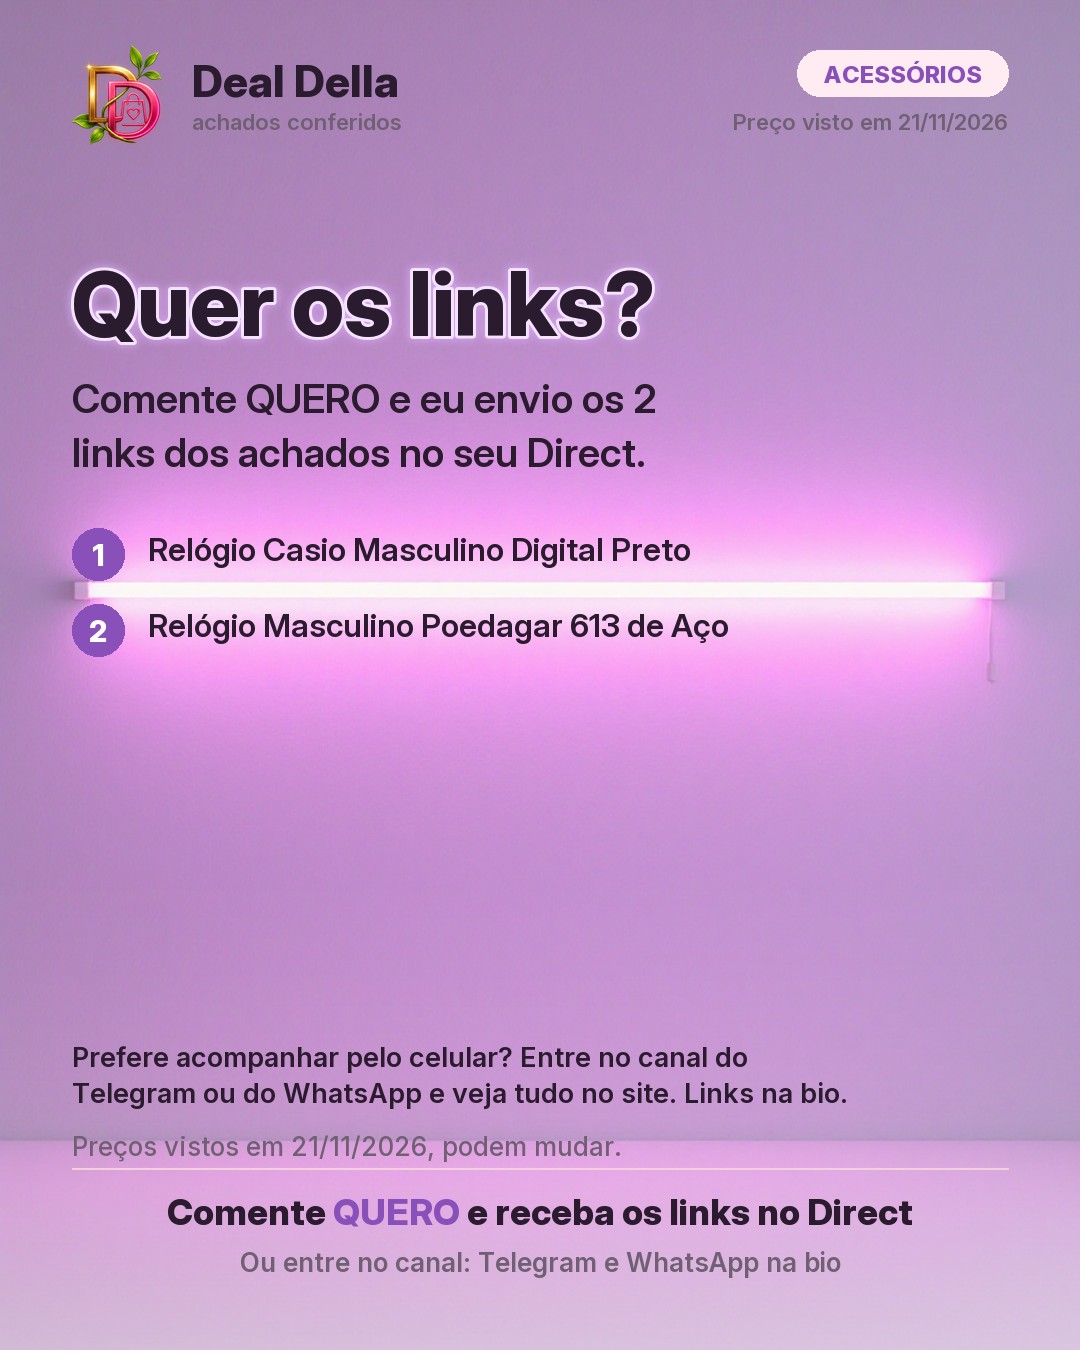 Deal Della
achados conferidos
ACESSÓRIOS
Preço visto em 21/11/2026
Quer os links?
Comente QUERO e eu envio os 2
links dos achados no seu Direct.
1 Relógio Casio Masculino Digital Preto
2 Relógio Masculino Poedagar 613 de Aço
Prefere acompanhar pelo celular? Entre no canal do
Telegram ou do WhatsApp e veja tudo no site. Links na bio.
Preços vistos em 21/11/2026, podem mudar.
Comente QUERO e receba os links no Direct
Ou entre no canal: Telegram e WhatsApp na bio